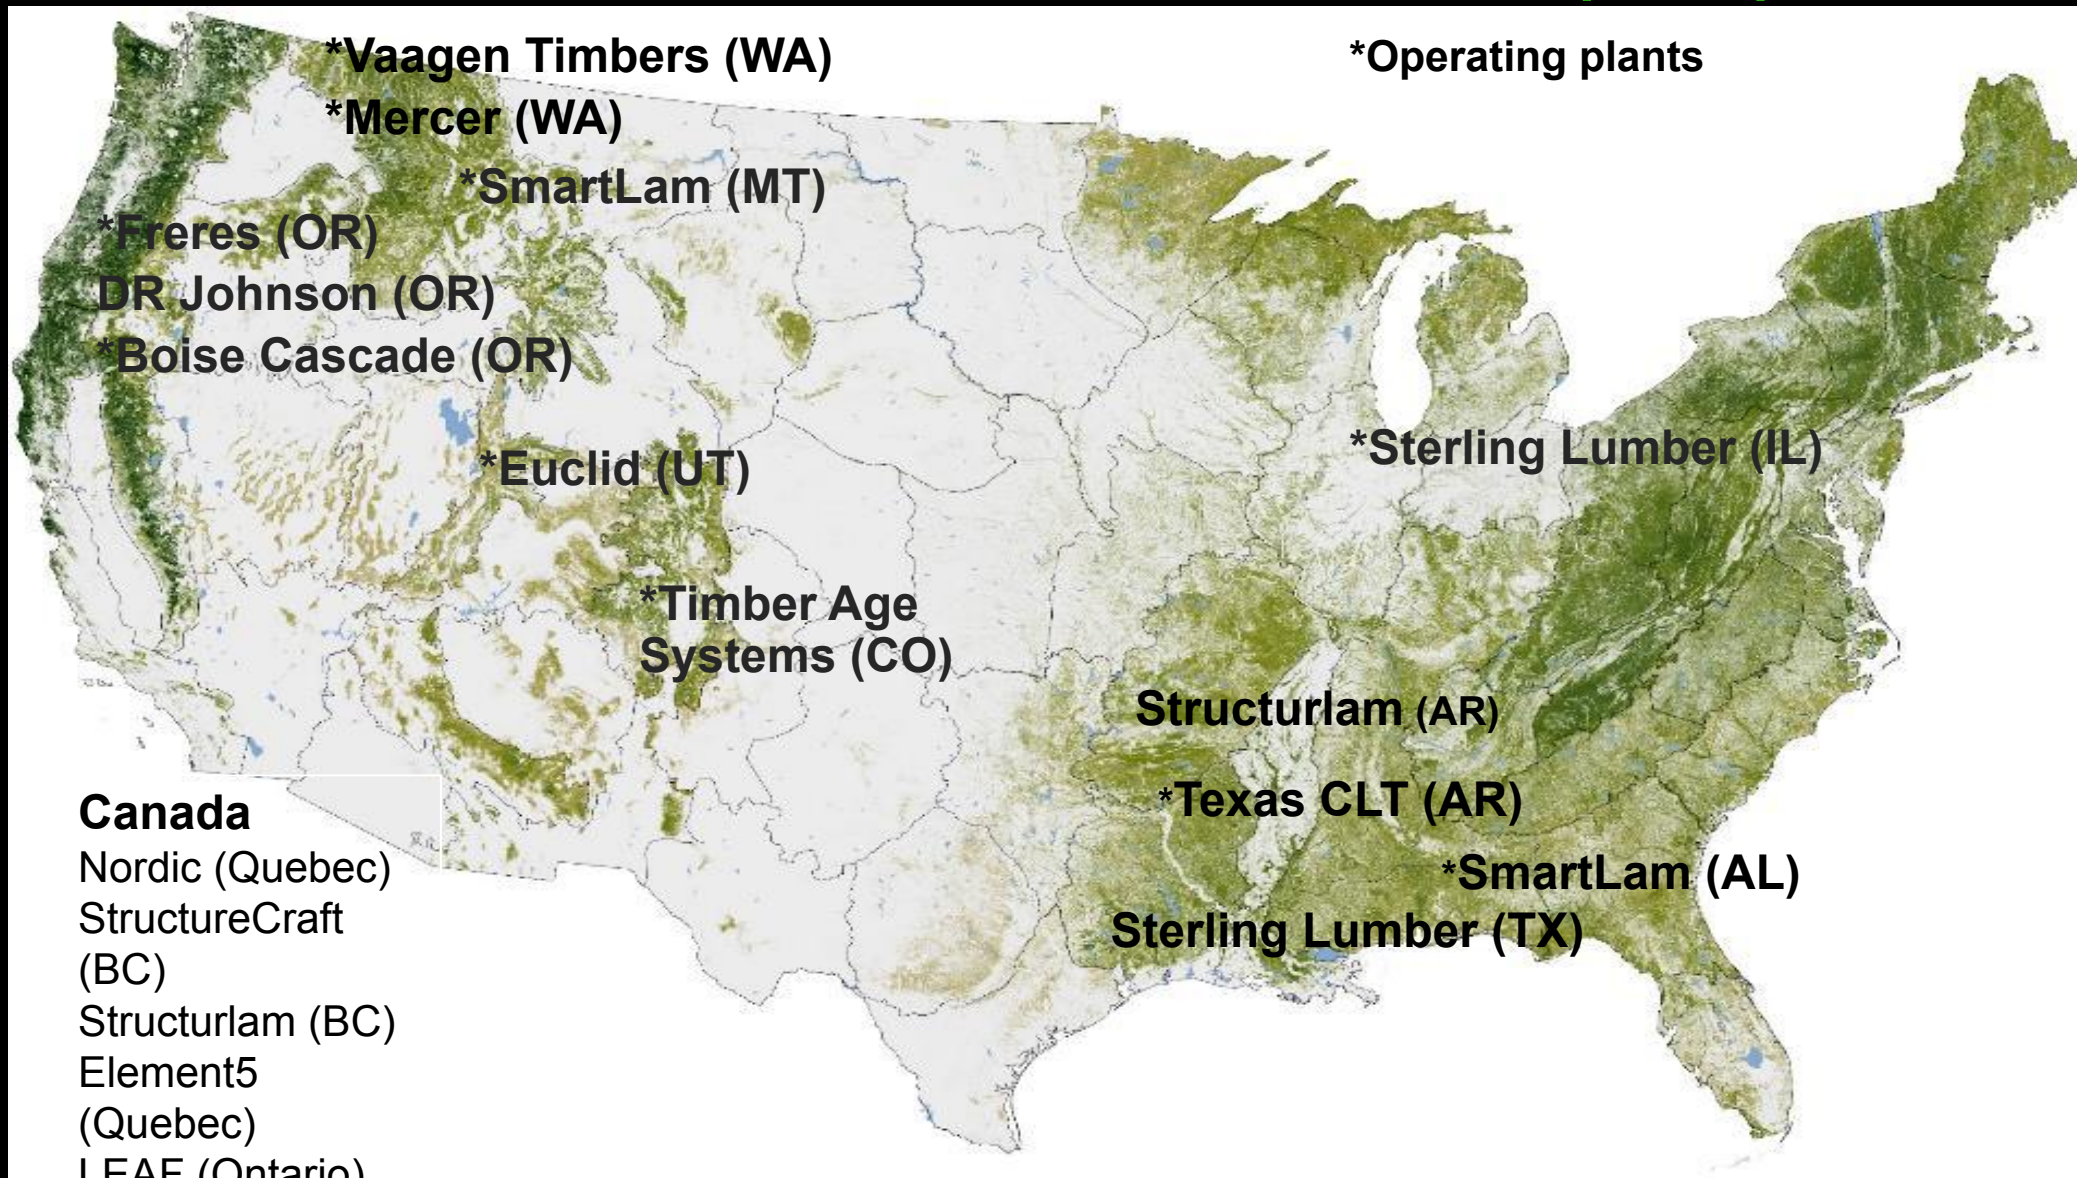 *Vaagen Timbers (WA)
*Operating plants
*Mercer (WA)
*SmartLam (MT)
*Freres (OR)
DR Johnson (OR)
*Boise Cascade (OR)
*Sterling Lumber (IL)
*Euclid (UT)
*Timber Age
Systems (CO)
Structurlam (AR)
*Texas CLT (AR)
*SmartLam (AL)
Sterling Lumber (TX)
Canada
Nordic (Quebec)
StructureCraft
(BC)
Structurlam (BC)
Element5
(Quebec)
LEAF (Ontario)